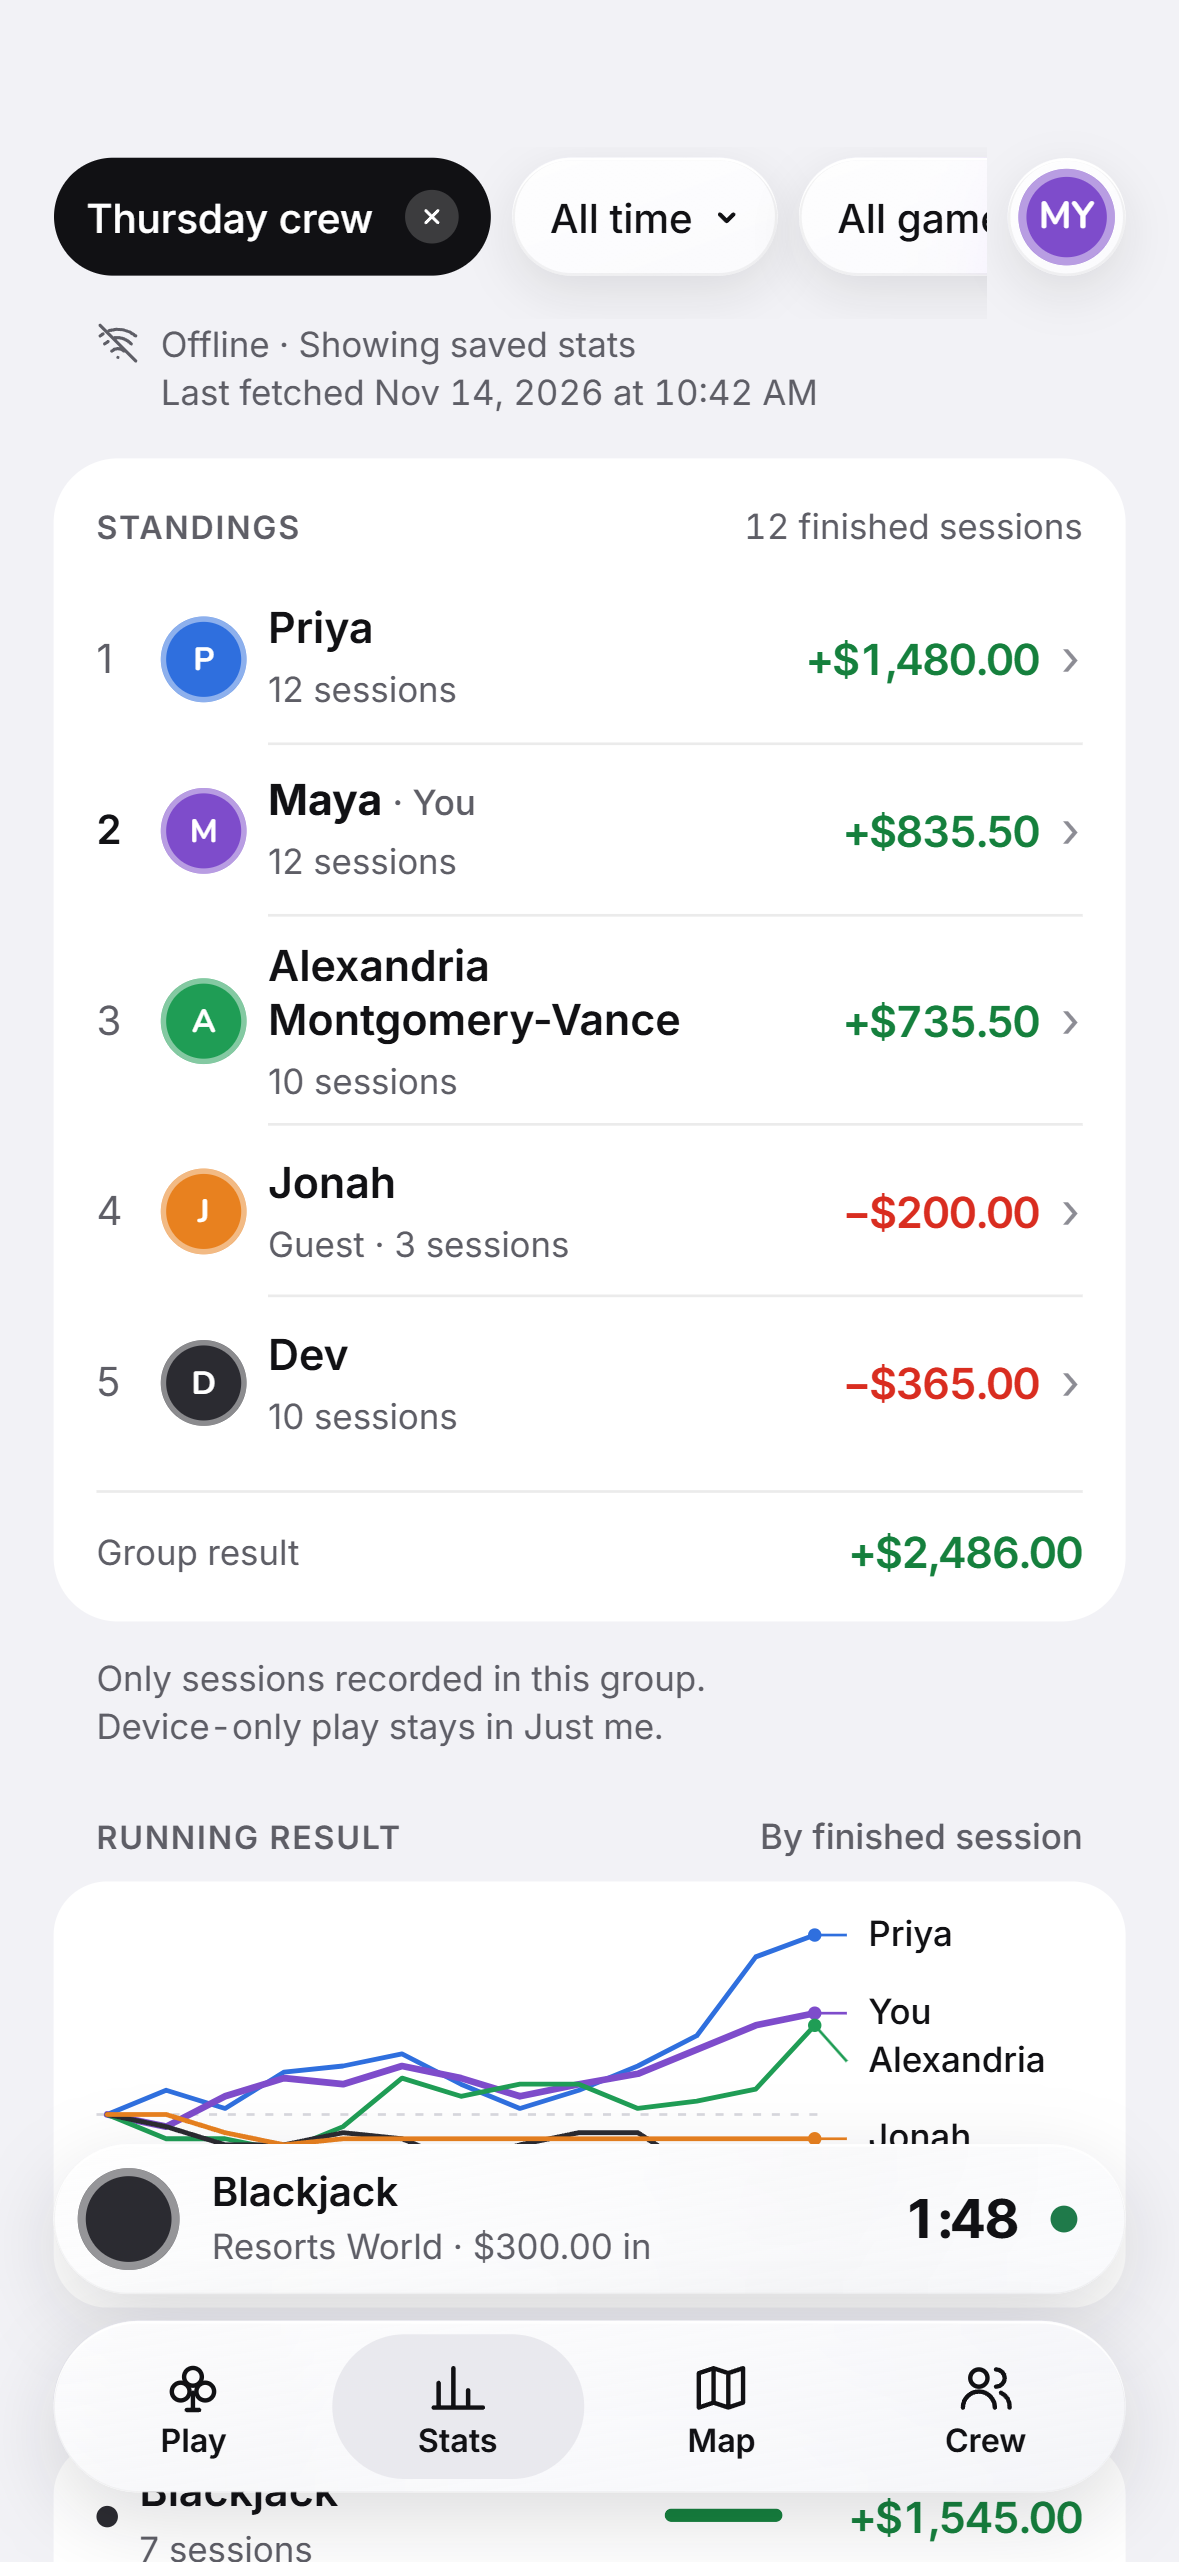 Thursday crew
All time
All game
MY
Offline · Showing saved stats
Last fetched Nov 14, 2026 at 10:42 AM
STANDINGS
12 finished sessions
1
P
Priya
12 sessions
+$1,480.00
2
M
Maya · You
12 sessions
+$835.50
3
A
Alexandria
Montgomery-Vance
10 sessions
+$735.50
4
J
Jonah
Guest · 3 sessions
–$200.00
5
D
Dev
10 sessions
–$365.00
Group result
+$2,486.00
Only sessions recorded in this group.
Device-only play stays in Just me.
RUNNING RESULT
By finished session
Priya
You
Alexandria
Jonah
Blackjack
Resorts World · $300.00 in
1:48
Play
Stats
Map
Crew
Blackjack
7 sessions
+$1,545.00